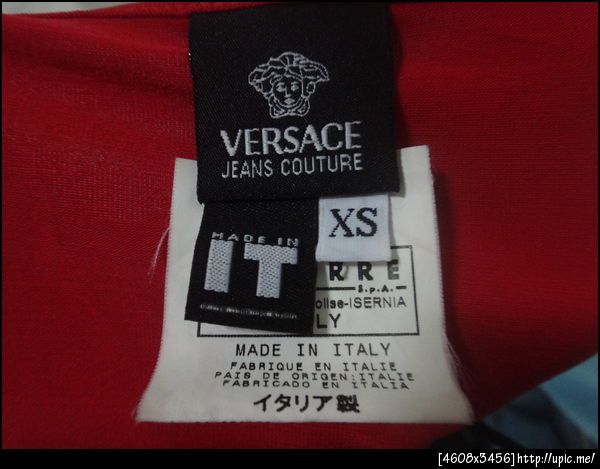 VERSACE
JEANS COUTURE
XS
MADE IN
IT
RRE
S.p.A.
olise-ISERNIA
LY
MADE IN ITALY
FABRIQUE EN ITALIE
PAIS DE ORIGEN:ITALIE
FABRICADO EN ITALIA
イタリア製
[4608x3456]http://upic.me/